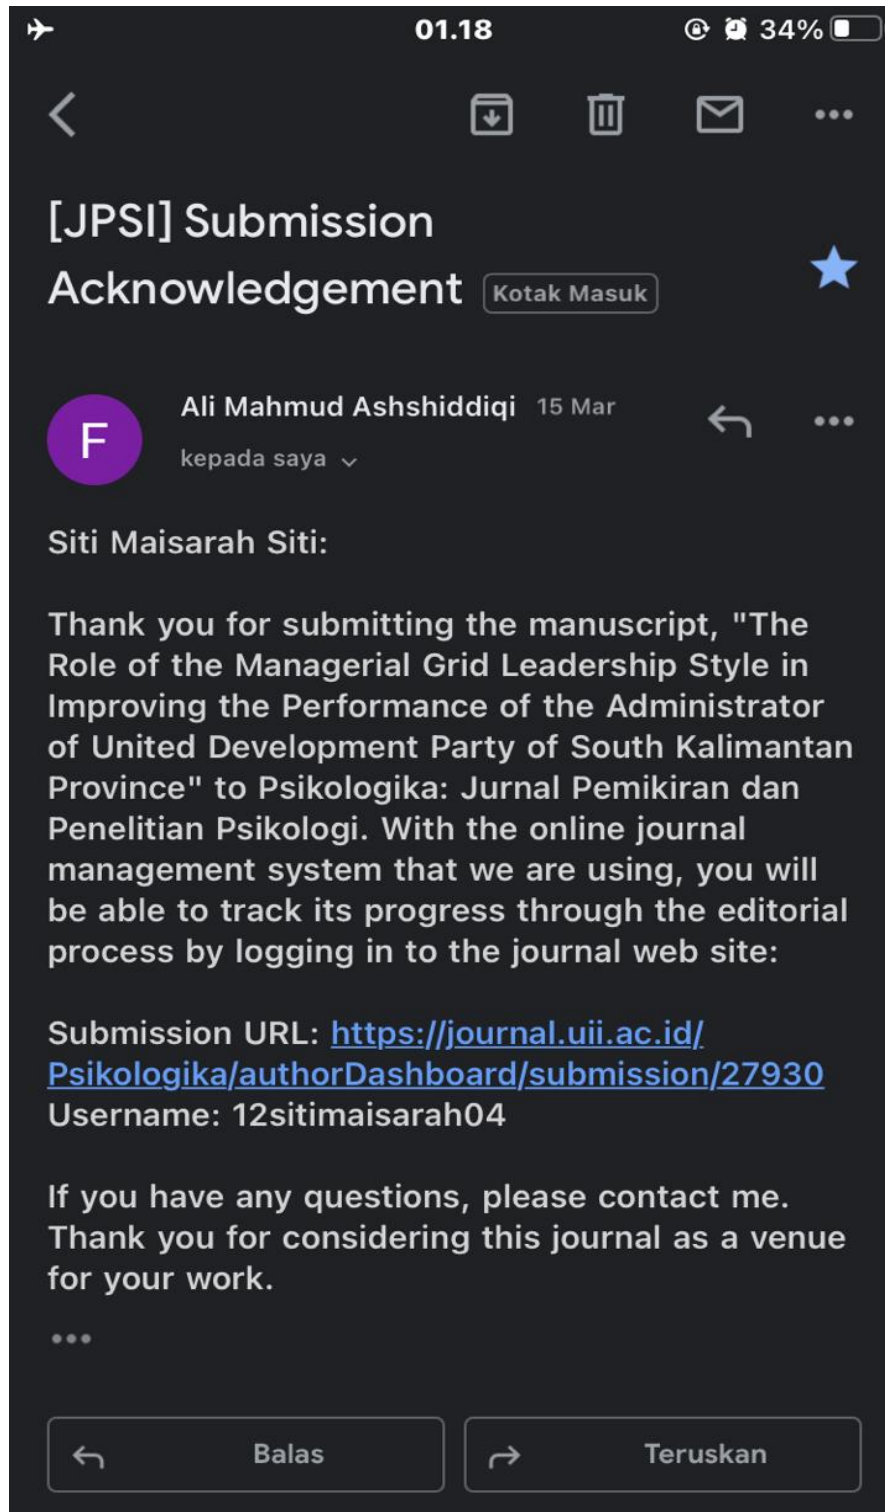 01.18 34%
[JPSI] Submission
Acknowledgement Kotak Masuk
F
Ali Mahmud Ashshiddiqi 15 Mar
kepada saya
Siti Maisarah Siti:
Thank you for submitting the manuscript, "The
Role of the Managerial Grid Leadership Style in
Improving the Performance of the Administrator
of United Development Party of South Kalimantan
Province" to Psikologika: Jurnal Pemikiran dan
Penelitian Psikologi. With the online journal
management system that we are using, you will
be able to track its progress through the editorial
process by logging in to the journal web site:
Submission URL: https://journal.uii.ac.id/
Psikologika/authorDashboard/submission/27930
Username: 12sitimaisarah04
If you have any questions, please contact me.
Thank you for considering this journal as a venue
for your work.
Balas Teruskan